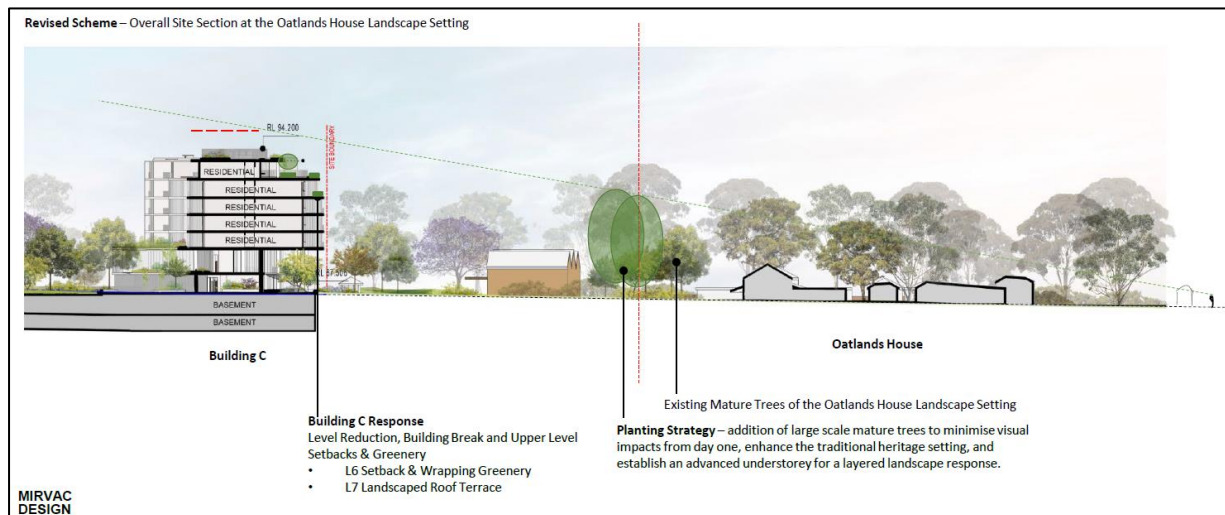 Revised Scheme – Overall Site Section at the Oatlands House Landscape Setting
RL 94.200
SITE BOUNDARY
RESIDENTIAL
RESIDENTIAL
RESIDENTIAL
RESIDENTIAL
RESIDENTIAL
BASEMENT
BASEMENT
Building C
Oatlands House
Building C Response
Level Reduction, Building Break and Upper Level
Setbacks & Greenery
• L6 Setback & Wrapping Greenery
• L7 Landscaped Roof Terrace
Existing Mature Trees of the Oatlands House Landscape Setting
Planting Strategy – addition of large scale mature trees to minimise visual
impacts from day one, enhance the traditional heritage setting, and
establish an advanced understorey for a layered landscape response.
MIRVAC
DESIGN